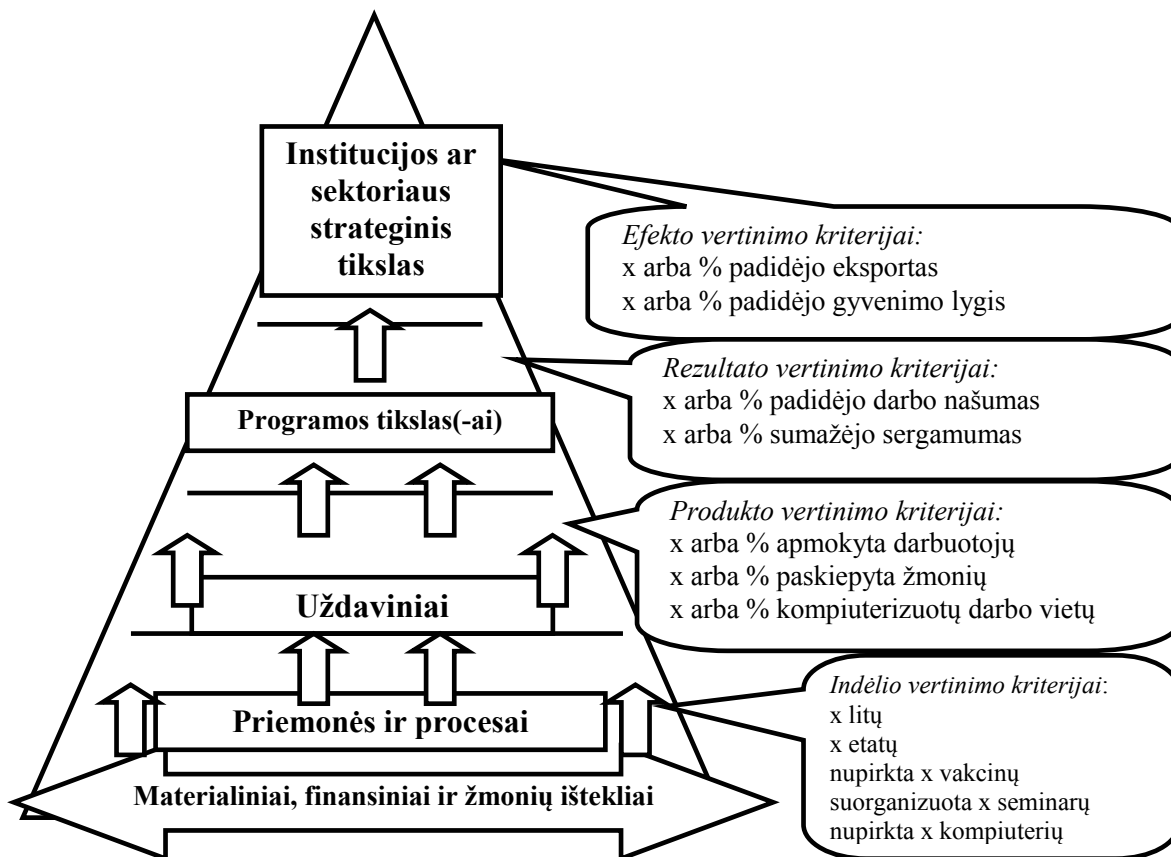 Institucijos ar
sektoriaus
strateginis
tikslas
Efekto vertinimo kriterijai:
x arba % padidėjo eksportas
x arba % padidėjo gyvenimo lygis
Rezultato vertinimo kriterijai:
x arba % padidėjo darbo našumas
x arba % sumažėjo sergamumas
Programos tikslas(-ai)
Produkto vertinimo kriterijai:
x arba % apmokyta darbuotojų
x arba % paskiepyta žmonių
x arba % kompiuterizuotų darbo vietų
Uždaviniai
Indėlio vertinimo kriterijai:
x litų
x etatų
nupirkta x vakcinų
suorganizuota x seminarų
nupirkta x kompiuterių
Priemonės ir procesai
Materialiniai, finansiniai ir žmonių ištekliai